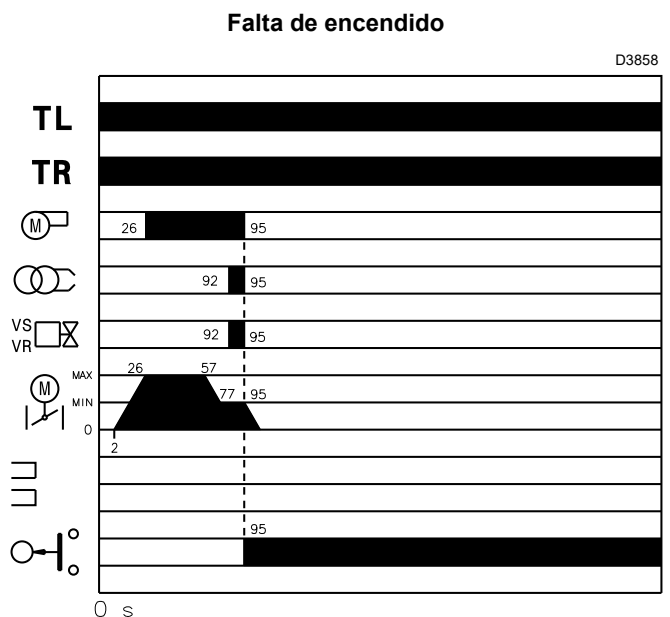 Falta de encendido
D3858
TL
TR
M
26 95
92 95
VS
VR
92 95
MAX
MIN
0
M
26 57
77 95
2
95
0 s